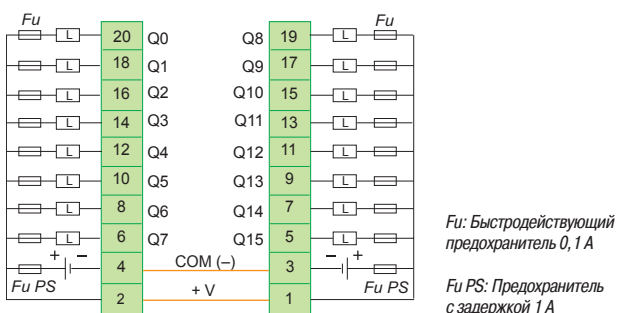 Fu Fu
L 20 Q0 Q8 19 L
L 18 Q1 Q9 17 L
L 16 Q2 Q10 15 L
L 14 Q3 Q11 13 L
L 12 Q4 Q12 11 L
L 10 Q5 Q13 9 L
L 8 Q6 Q14 7 L
L 6 Q7 Q15 5 L
+ – 4 COM (–) 3 – +
Fu PS 2 + V 1 Fu PS
Fu: Быстродействующий
предохранитель 0,1 А
Fu PS: Предохранитель
с задержкой 1 А